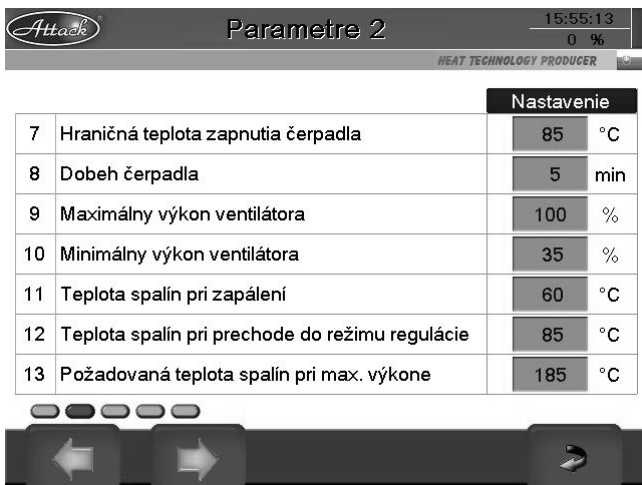 Attack
Parametre 2
15:55:13
0 %
HEAT TECHNOLOGY PRODUCER
Nastavenie
7 Hraničná teplota zapnutia čerpadla 85 °C
8 Dobeh čerpadla 5 min
9 Maximálny výkon ventilátora 100 %
10 Minimálny výkon ventilátora 35 %
11 Teplota spalín pri zapálení 60 °C
12 Teplota spalín pri prechode do režimu regulácie 85 °C
13 Požadovaná teplota spalín pri max. výkone 185 °C